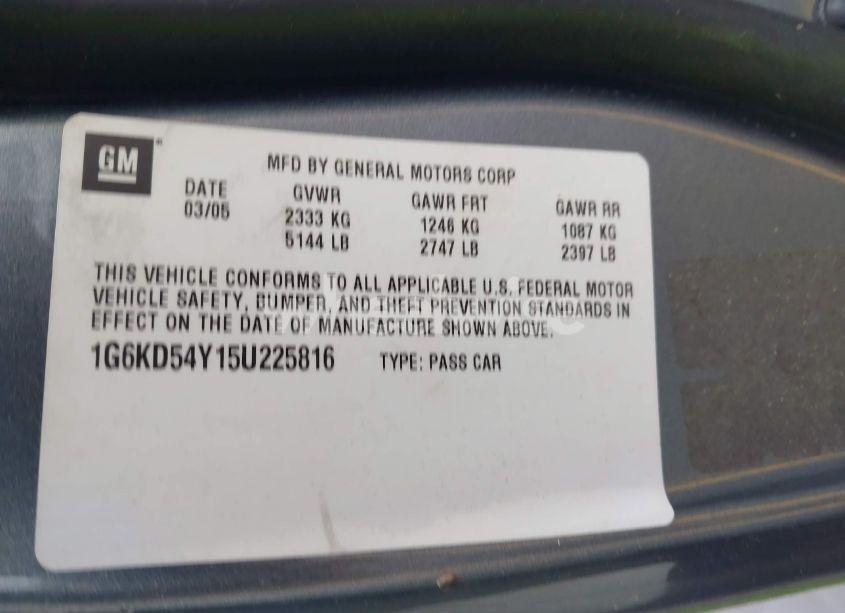 GM
MFD BY GENERAL MOTORS CORP
DATE GVWR GAWR FRT GAWR RR
03/05 2333 KG 1246 KG 1087 KG
5144 LB 2747 LB 2397 LB
THIS VEHICLE CONFORMS TO ALL APPLICABLE U.S. FEDERAL MOTOR
VEHICLE SAFETY, BUMPER, AND THEFT PREVENTION STANDARDS IN
EFFECT ON THE DATE OF MANUFACTURE SHOWN ABOVE.
1G6KD54Y15U225816 TYPE: PASS CAR